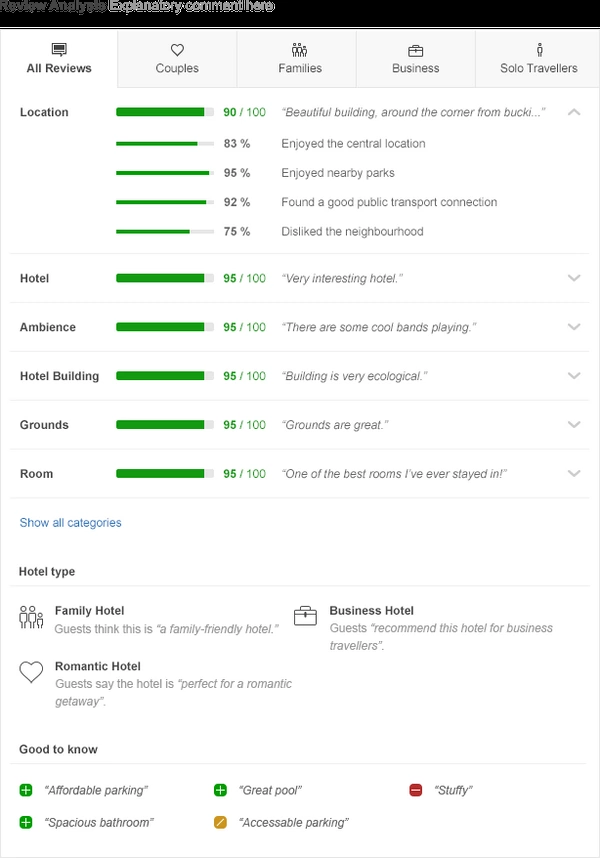 Review Analysis Explanatory comment here
All Reviews
Couples
Families
Business
Solo Travellers
Location 90 / 100 “Beautiful building, around the corner from bucki...”
83 % Enjoyed the central location
95 % Enjoyed nearby parks
92 % Found a good public transport connection
75 % Disliked the neighbourhood
Hotel 95 / 100 “Very interesting hotel.”
Ambience 95 / 100 “There are some cool bands playing.”
Hotel Building 95 / 100 “Building is very ecological.”
Grounds 95 / 100 “Grounds are great.”
Room 95 / 100 “One of the best rooms I’ve ever stayed in!”
Show all categories
Hotel type
Family Hotel
Guests think this is “a family-friendly hotel.”
Business Hotel
Guests “recommend this hotel for business
travellers”.
Romantic Hotel
Guests say the hotel is “perfect for a romantic
getaway”.
Good to know
“Affordable parking” “Great pool” “Stuffy”
“Spacious bathroom” “Accessable parking”